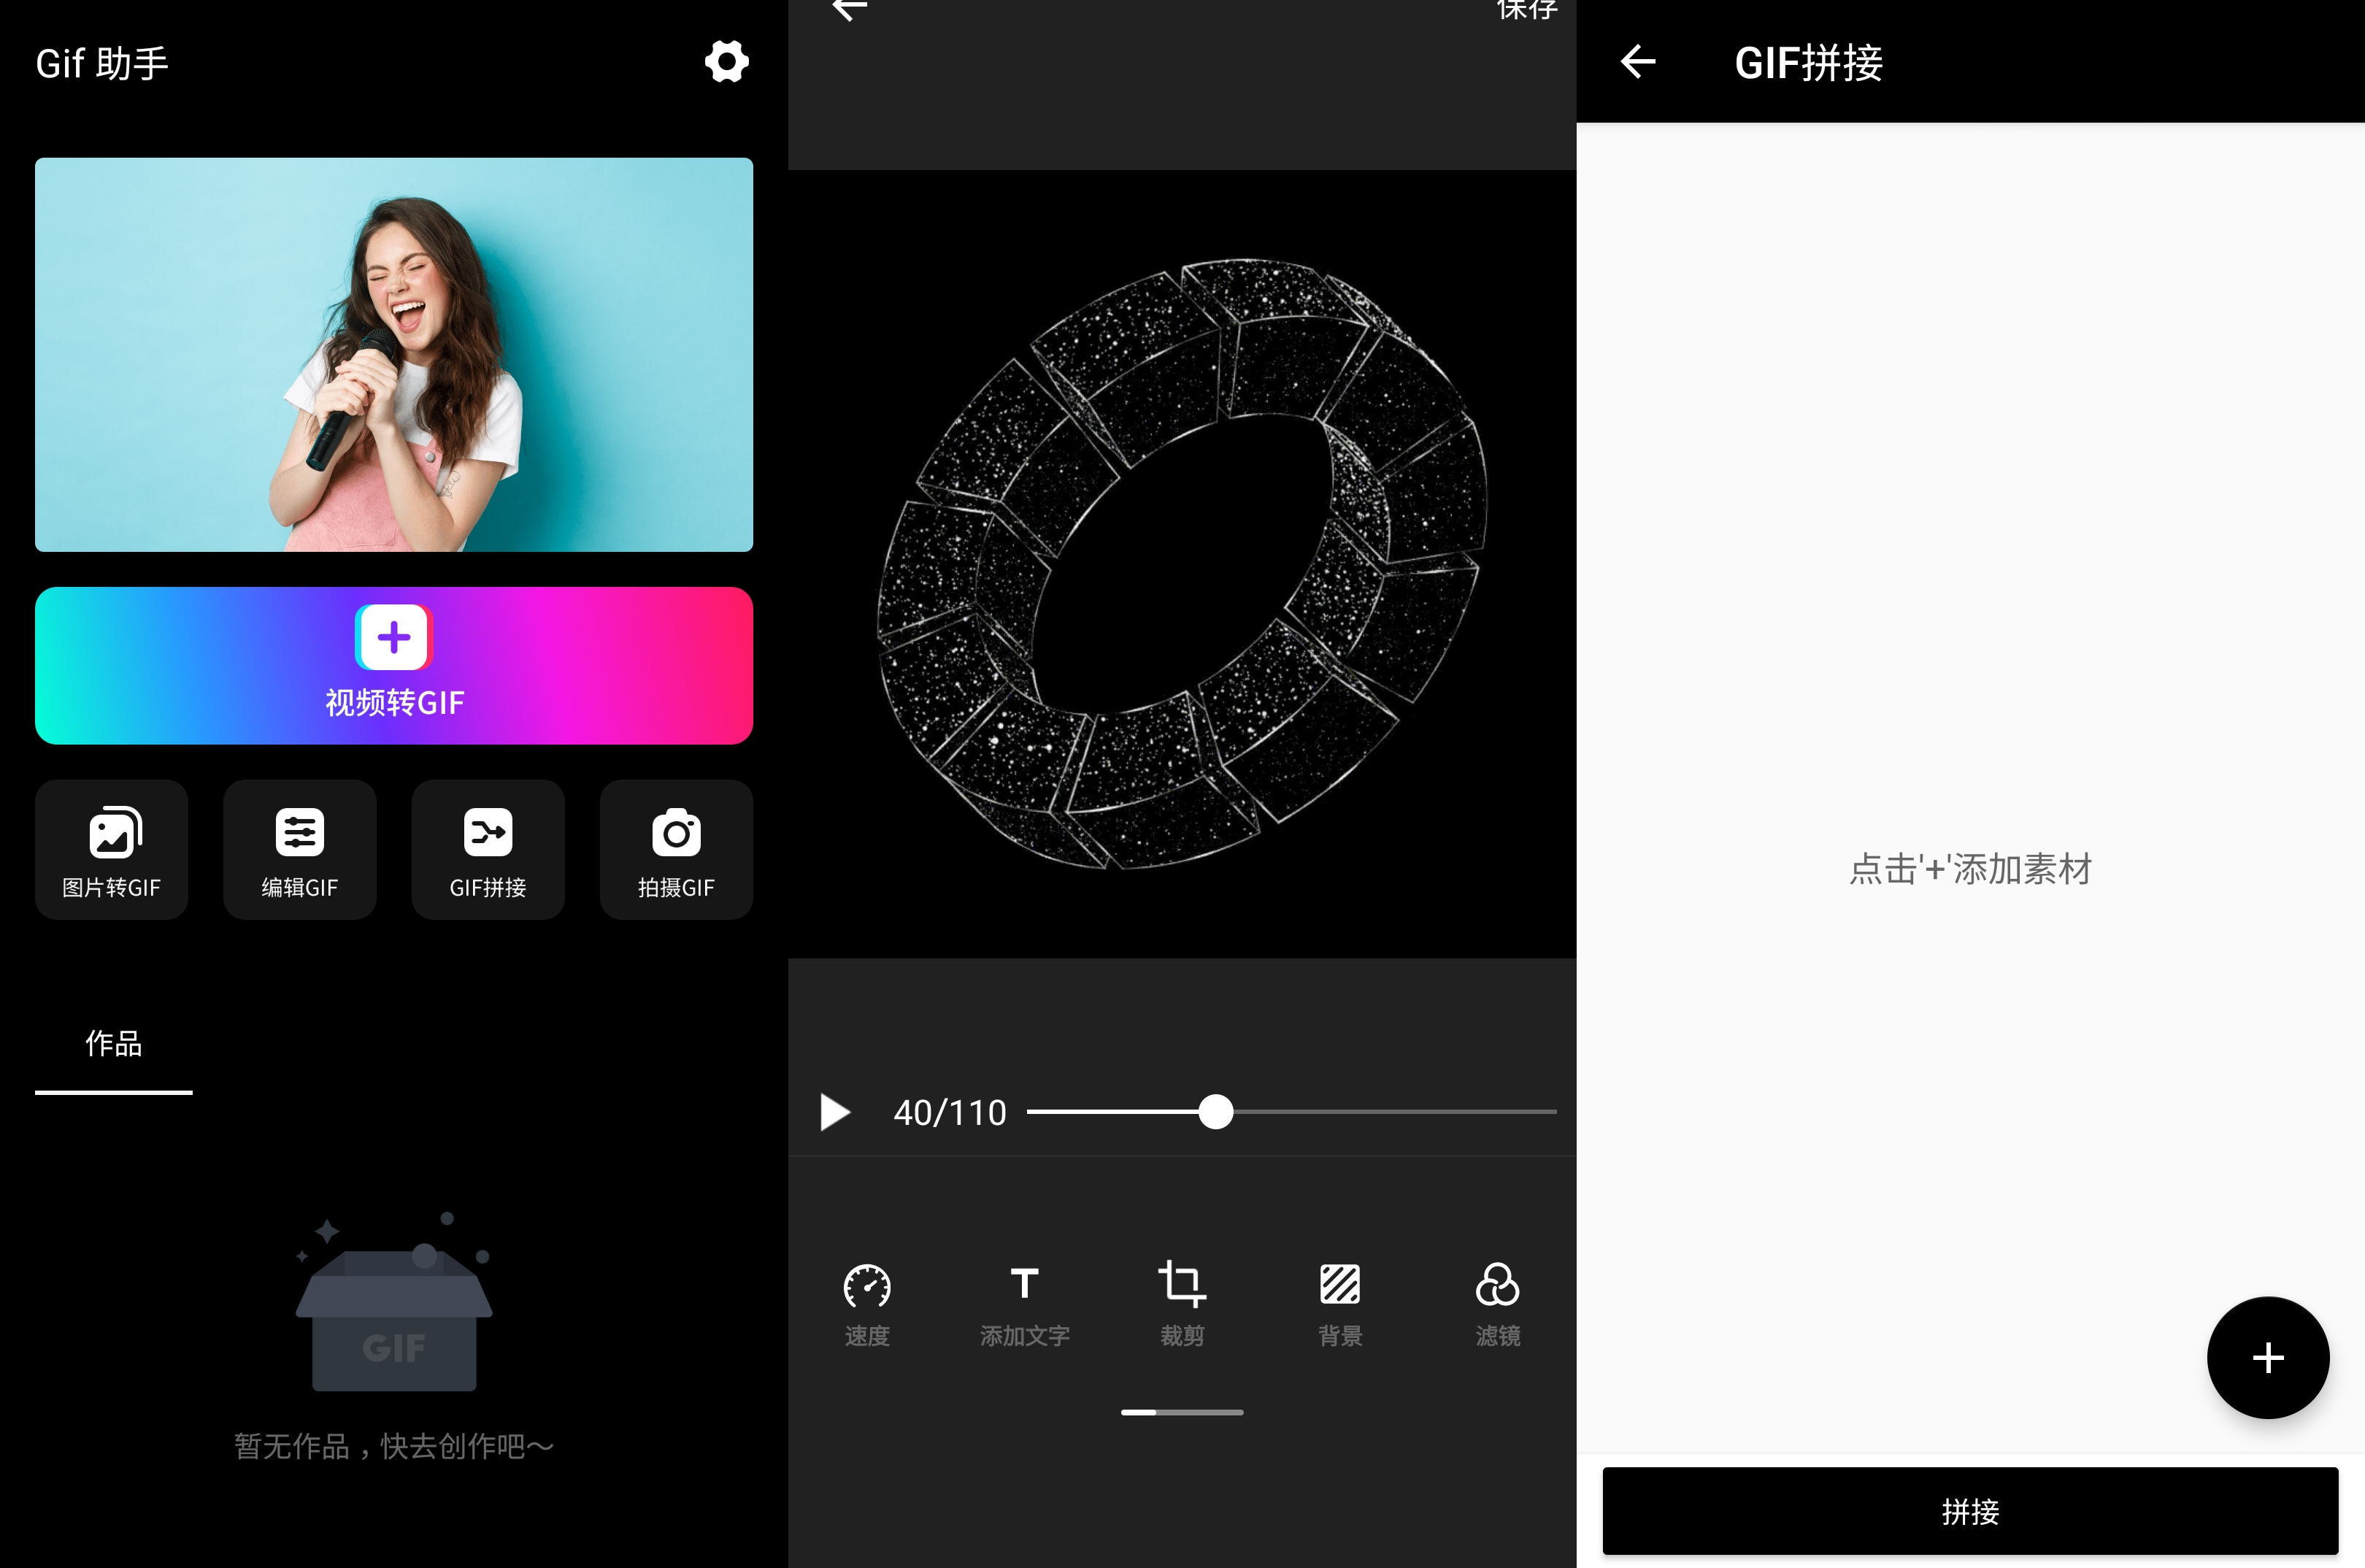 Gif 助手
视频转GIF
图片转GIF
编辑GIF
GIF拼接
拍摄GIF
作品
GIF
暂无作品，快去创作吧～
保存
40/110
速度
添加文字
裁剪
背景
滤镜
GIF拼接
点击'+'添加素材
拼接